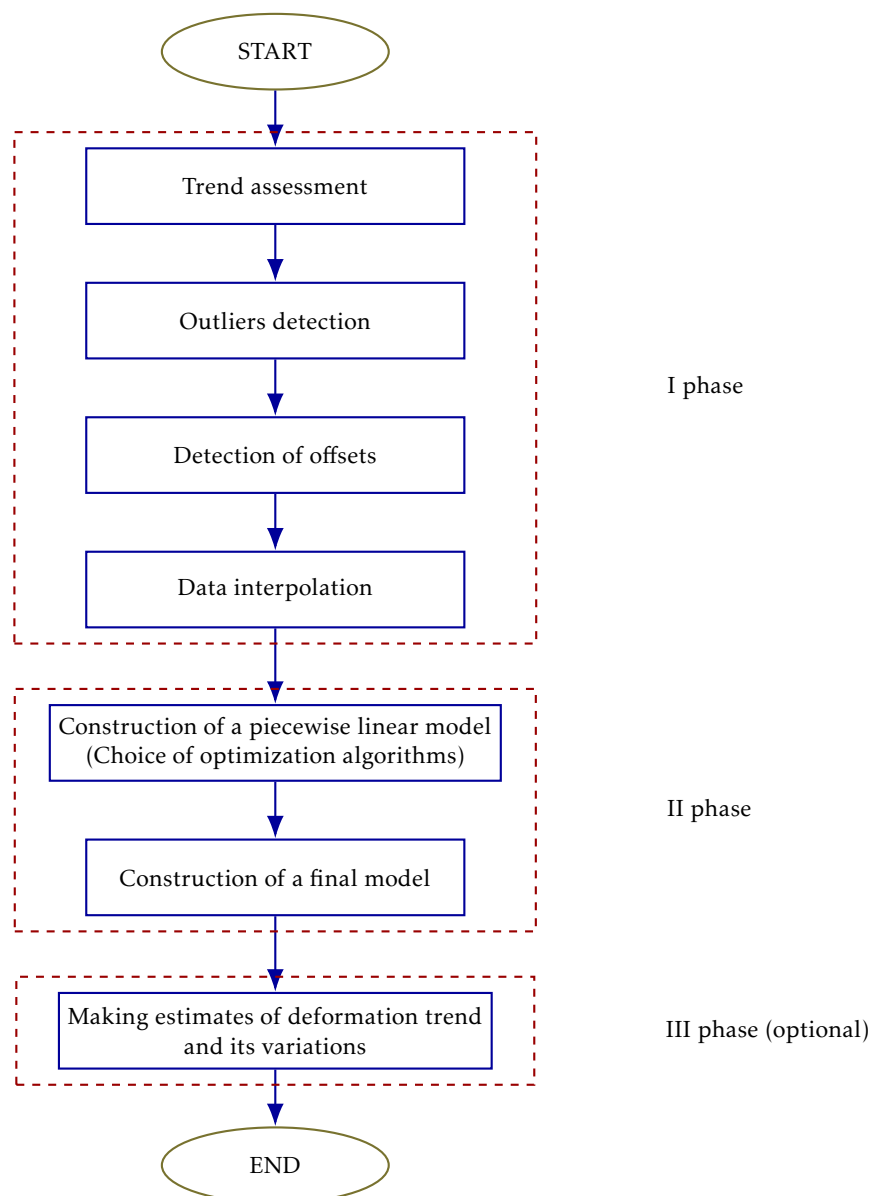 START
Trend assessment
Outliers detection
I phase
Detection of offsets
Data interpolation
Construction of a piecewise linear model
(Choice of optimization algorithms)
II phase
Construction of a final model
Making estimates of deformation trend
and its variations
III phase (optional)
END